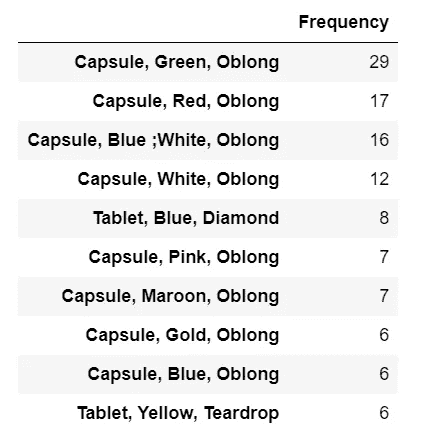 Frequency
Capsule, Green, Oblong 29
Capsule, Red, Oblong 17
Capsule, Blue ;White, Oblong 16
Capsule, White, Oblong 12
Tablet, Blue, Diamond 8
Capsule, Pink, Oblong 7
Capsule, Maroon, Oblong 7
Capsule, Gold, Oblong 6
Capsule, Blue, Oblong 6
Tablet, Yellow, Teardrop 6